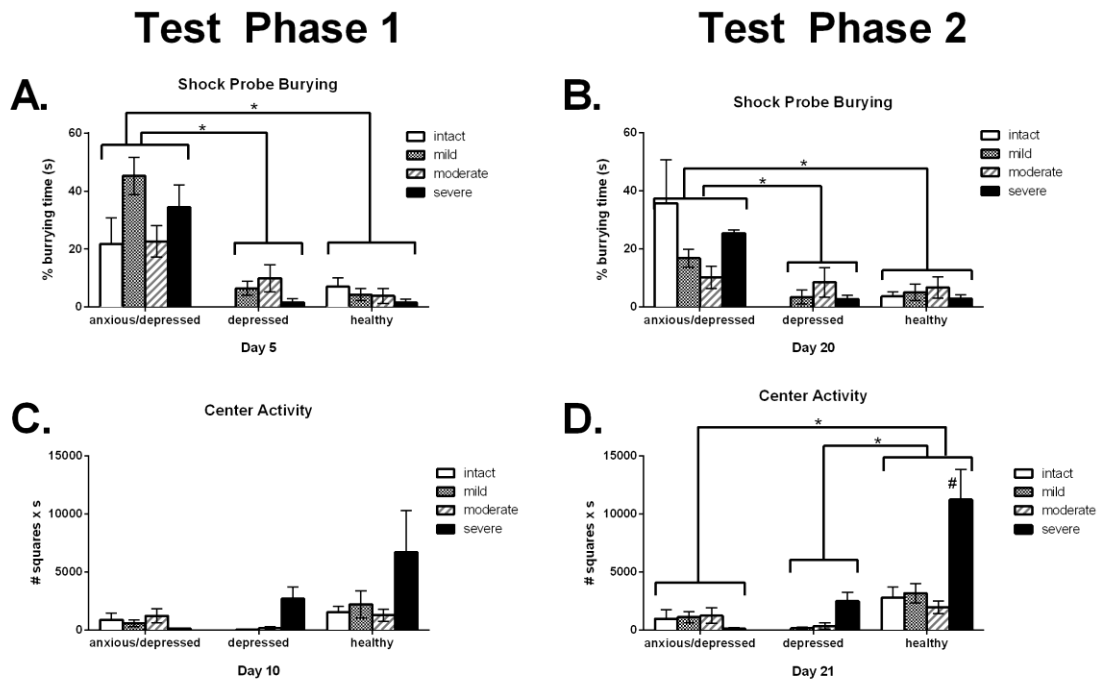 Test Phase 1
Test Phase 2
A.
Shock Probe Burying
*
*
intact
mild
moderate
severe
% burrying time (s)
60
40
20
0
anxious/depressed
depressed
healthy
Day 5
B.
Shock Probe Burying
*
*
intact
mild
moderate
severe
% burrying time (s)
60
40
20
0
anxious/depressed
depressed
healthy
Day 20
C.
Center Activity
intact
mild
moderate
severe
# squares x s
15000
10000
5000
0
anxious/depressed
depressed
healthy
Day 10
D.
Center Activity
*
*
#
intact
mild
moderate
severe
# squares x s
15000
10000
5000
0
anxious/depressed
depressed
healthy
Day 21